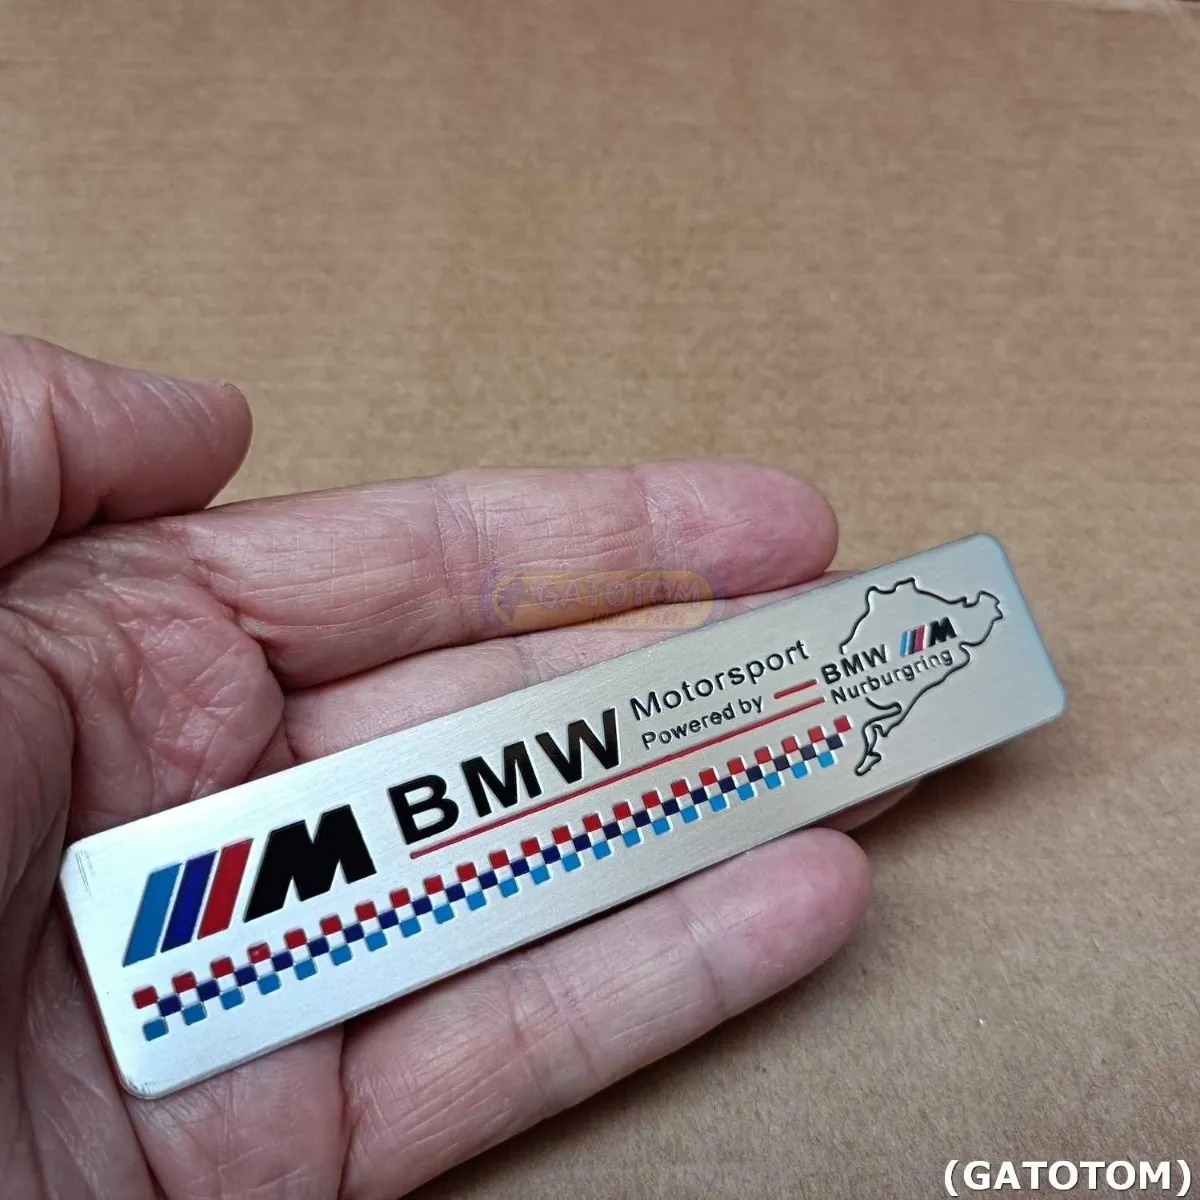 M BMW
Motorsport
Powered by
BMW M
Nurburgring
GATOTOM
(GATOTOM)